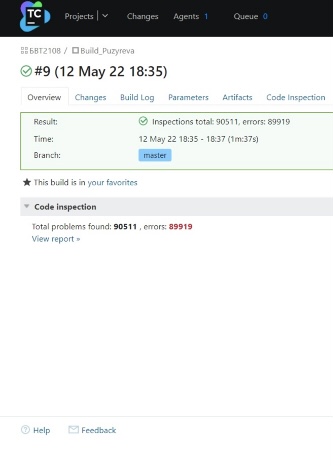 TC
Projects
Changes
Agents 1
Queue 0
БВТ2108 / Build_Puzyreva
#9 (12 May 22 18:35)
Overview Changes Build Log Parameters Artifacts Code Inspection
Result: Inspections total: 90511, errors: 89919
Time: 12 May 22 18:35 - 18:37 (1m:37s)
Branch: master
This build is in your favorites
Code inspection
Total problems found: 90511 , errors: 89919
View report »
Help Feedback